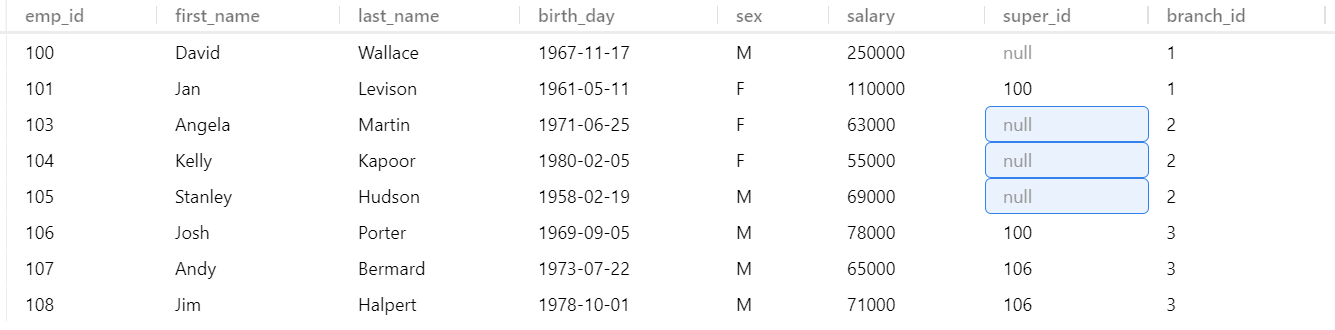 emp_id first_name last_name birth_day sex salary super_id branch_id
100 David Wallace 1967-11-17 M 250000 null 1
101 Jan Levison 1961-05-11 F 110000 100 1
103 Angela Martin 1971-06-25 F 63000 null 2
104 Kelly Kapoor 1980-02-05 F 55000 null 2
105 Stanley Hudson 1958-02-19 M 69000 null 2
106 Josh Porter 1969-09-05 M 78000 100 3
107 Andy Bermard 1973-07-22 M 65000 106 3
108 Jim Halpert 1978-10-01 M 71000 106 3